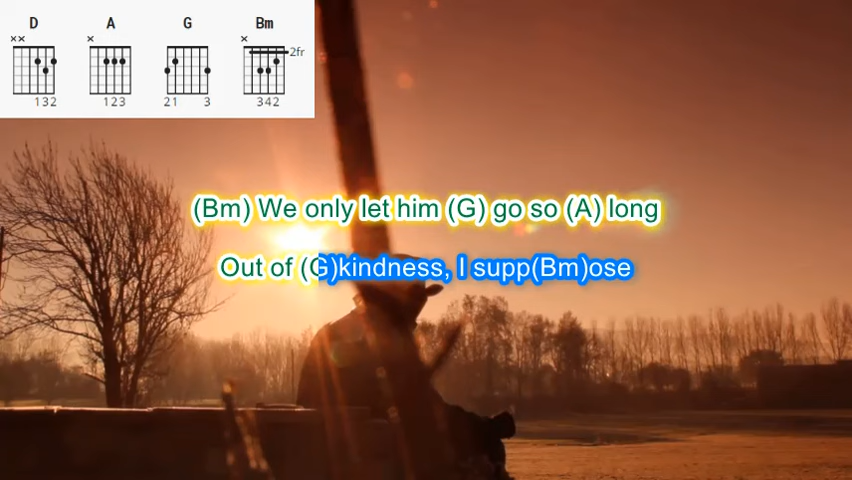 D A G Bm
×× × ×
2fr
132 123 21 3 342
(Bm) We only let him (G) go so (A) long
Out of (G)kindness, I supp(Bm)ose